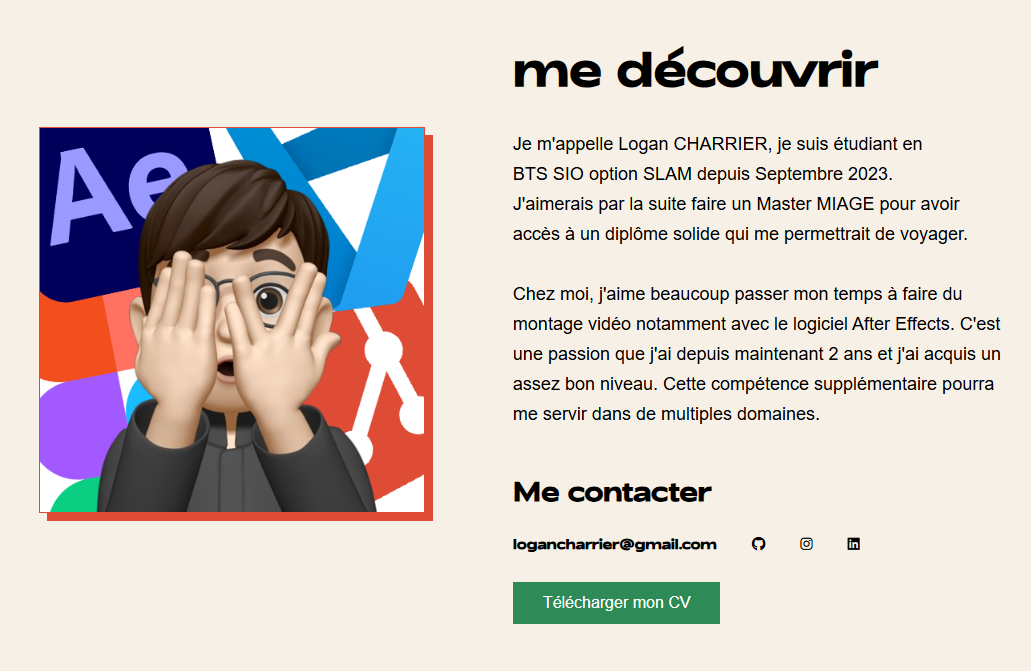 me découvrir
Ae
Je m'appelle Logan CHARRIER, je suis étudiant en
BTS SIO option SLAM depuis Septembre 2023.
J'aimerais par la suite faire un Master MIAGE pour avoir
accès à un diplôme solide qui me permettrait de voyager.
Chez moi, j'aime beaucoup passer mon temps à faire du
montage vidéo notamment avec le logiciel After Effects. C'est
une passion que j'ai depuis maintenant 2 ans et j'ai acquis un
assez bon niveau. Cette compétence supplémentaire pourra
me servir dans de multiples domaines.
Me contacter
logancharrier@gmail.com
Télécharger mon CV